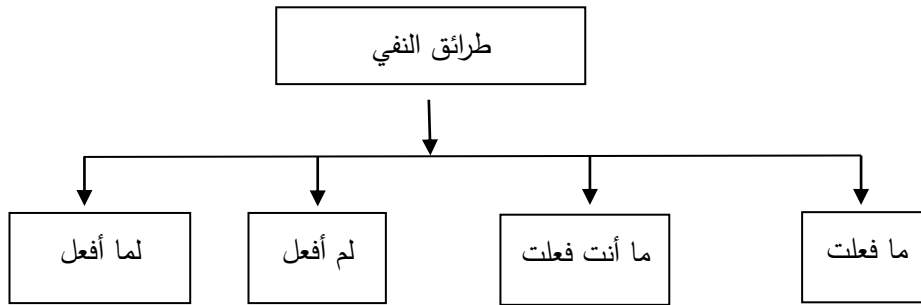 طرائق النفي
ما فعلت
ما أنت فعلت
لم أفعل
لما أفعل